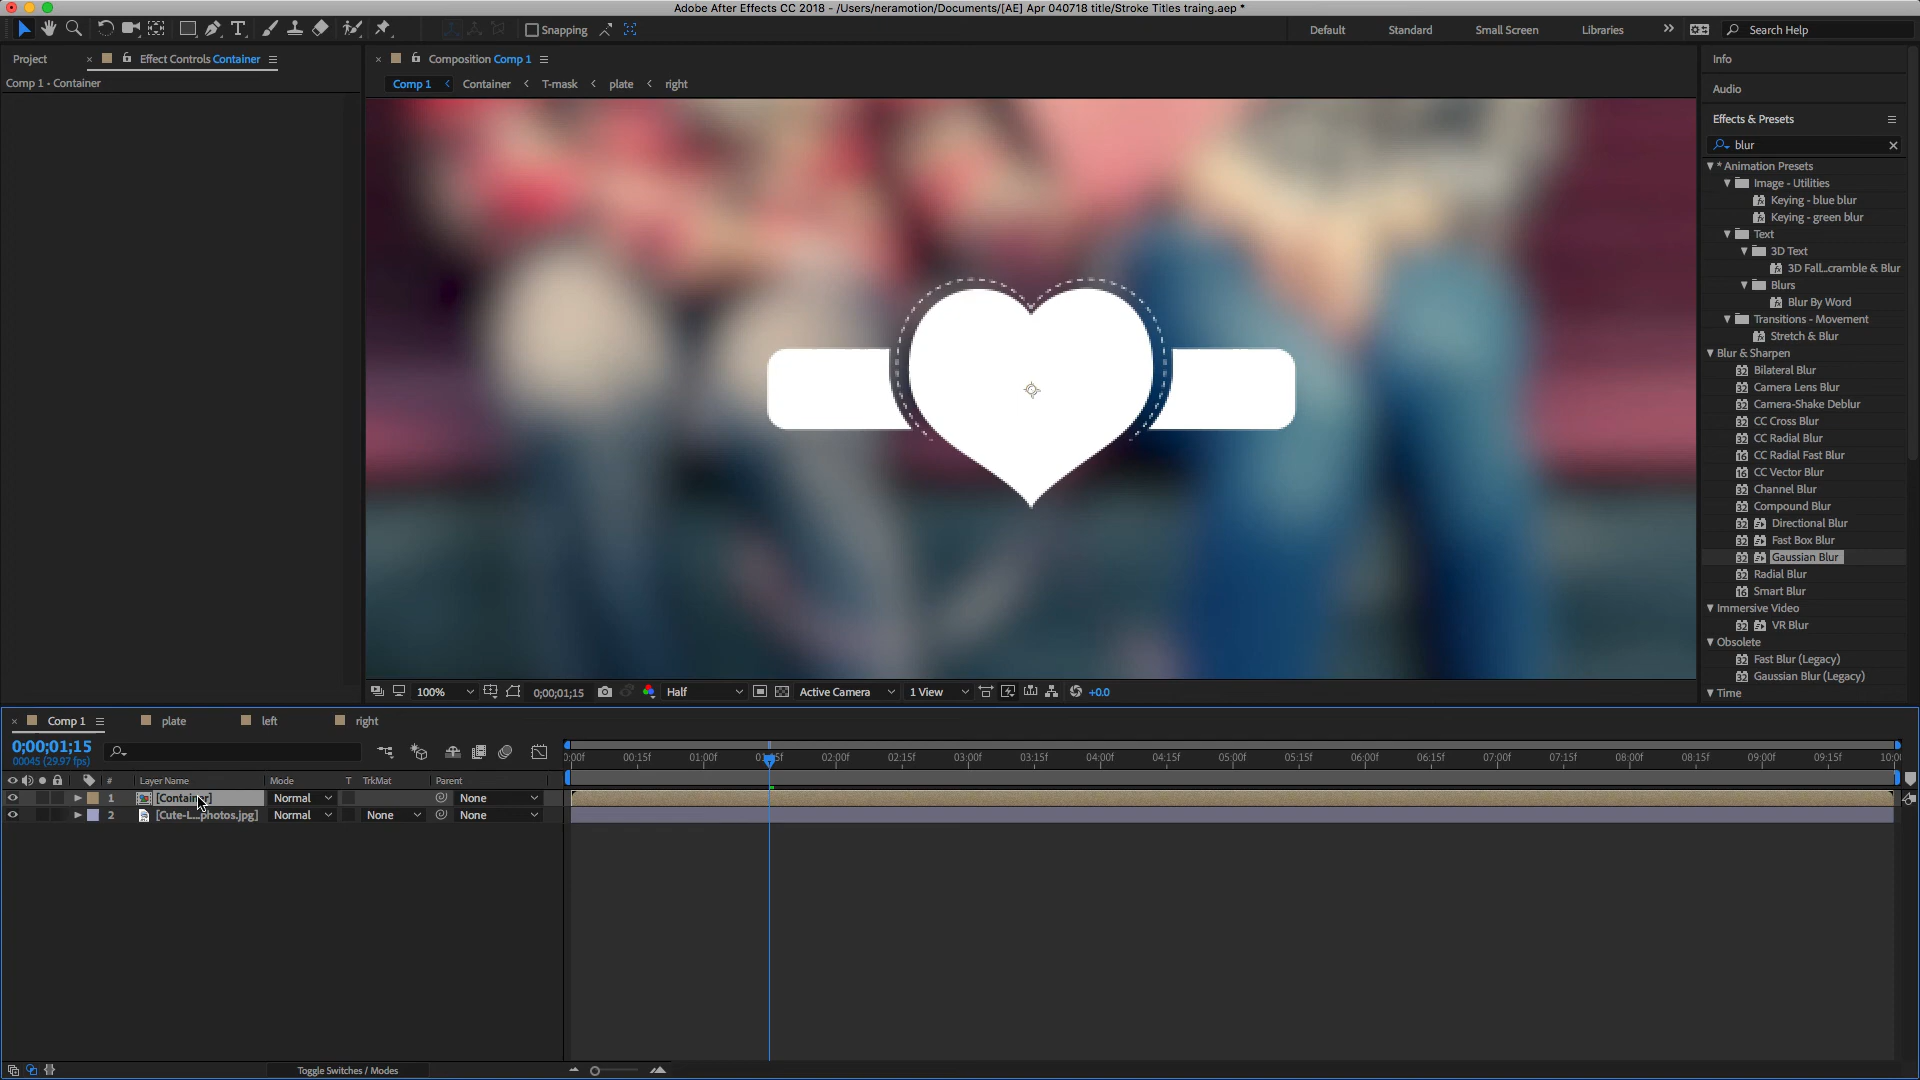 Adobe After Effects CC 2018 - /Users/neramotion/Documents/[AE] Apr 040718 title/Stroke Titles traing.aep *
Snapping
Default
Standard
Small Screen
Libraries
Search Help
Project
Effect Controls Container
Composition Comp 1
Info
Comp 1 - Container
Comp 1
Container
T-mask
plate
right
Audio
Effects & Presets
blur
* Animation Presets
Image - Utilities
Keying - blue blur
Keying - green blur
Text
3D Text
3D Fall...cramble & Blur
Blurs
Blur By Word
Transitions - Movement
Stretch & Blur
Blur & Sharpen
Bilateral Blur
Camera Lens Blur
Camera-Shake Deblur
CC Cross Blur
CC Radial Blur
CC Radial Fast Blur
CC Vector Blur
Channel Blur
Compound Blur
Directional Blur
Fast Box Blur
Gaussian Blur
Radial Blur
Smart Blur
Immersive Video
VR Blur
Obsolete
Fast Blur (Legacy)
Gaussian Blur (Legacy)
Time
100%
0;00;01;15
Half
Active Camera
1 View
+0.0
Comp 1
plate
left
right
0;00;01;15
00045 (29.97 fps)
0:00f
00:15f
01:00f
02:00f
02:15f
03:00f
03:15f
04:00f
04:15f
05:00f
05:15f
06:00f
06:15f
07:00f
07:15f
08:00f
08:15f
09:00f
09:15f
10:00
#
Layer Name
Mode
T
TrkMat
Parent
1
[Container]
Normal
None
2
[Cute-L...photos.jpg]
Normal
None
None
Toggle Switches / Modes